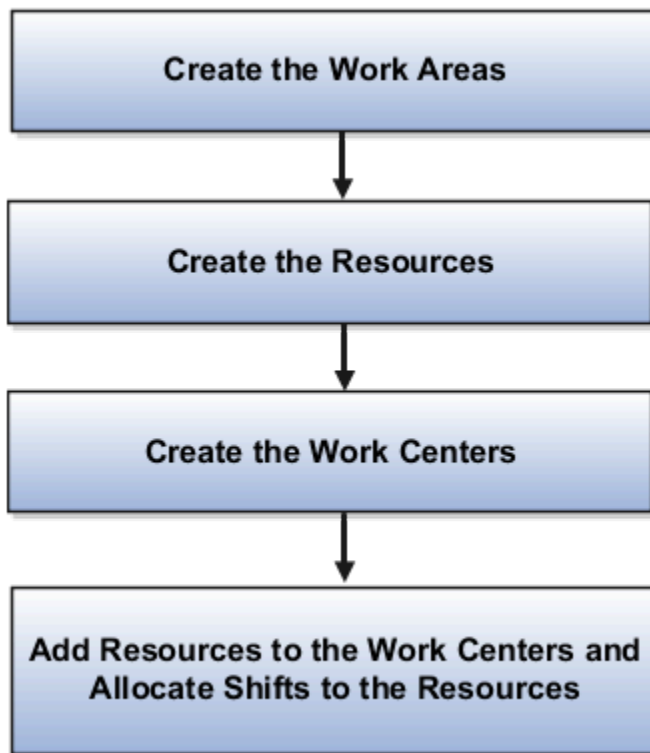 Create the Work Areas
Create the Resources
Create the Work Centers
Add Resources to the Work Centers and
Allocate Shifts to the Resources